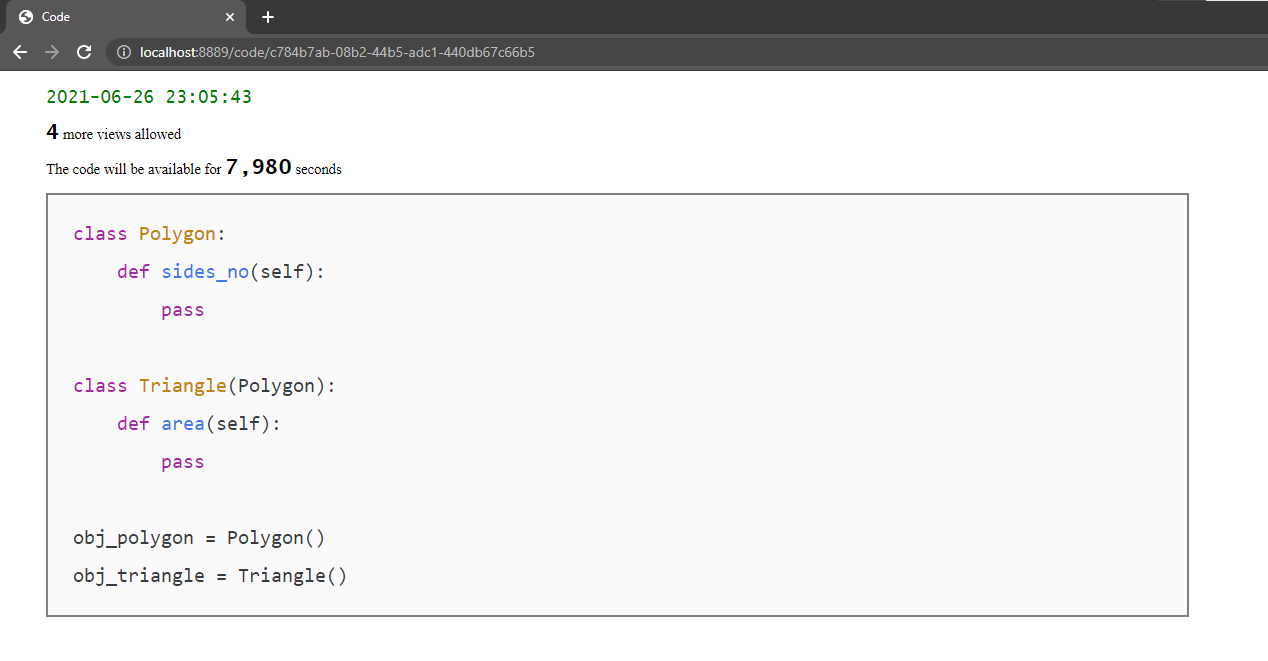 Code
localhost:8889/code/c784b7ab-08b2-44b5-adc1-440db67c66b5
2021-06-26 23:05:43
4 more views allowed
The code will be available for 7,980 seconds
class Polygon:
    def sides_no(self):
        pass

class Triangle(Polygon):
    def area(self):
        pass

obj_polygon = Polygon()
obj_triangle = Triangle()